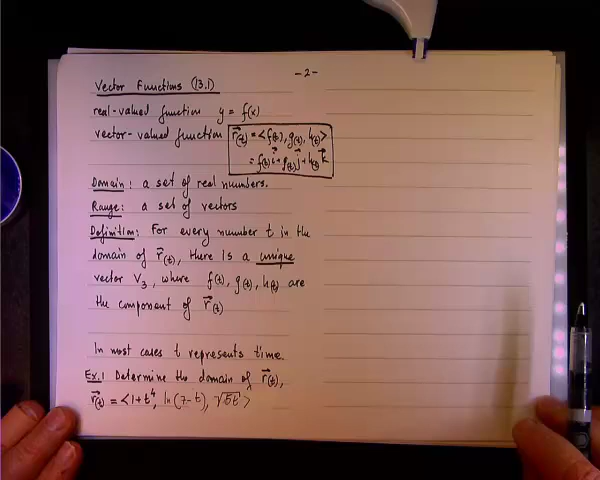 -2-
Vector Functions (13.1)
real-valued function y = f(x)
vector-valued function r⃗(t) = <f(t), g(t), h(t)>
= f(t) i⃗ + g(t) j⃗ + h(t) k⃗
Domain: a set of real numbers.
Range: a set of vectors
Definition: For every number t in the
domain of r⃗(t), there is a unique
vector V₃, where f(t), g(t), h(t) are
the component of r⃗(t)
In most cases t represents time.
Ex.1 Determine the domain of r⃗(t),
r⃗(t) = <1+t⁴, ln(7-t), √5t>